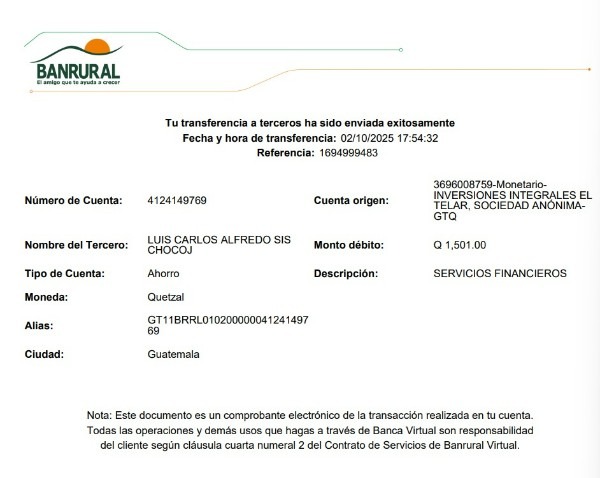 BANRURAL
El amigo que te ayuda a crecer
Tu transferencia a terceros ha sido enviada exitosamente
Fecha y hora de transferencia: 02/10/2025 17:54:32
Referencia: 1694999483
Número de Cuenta: 4124149769
Cuenta origen: 3696008759-Monetario-
INVERSIONES INTEGRALES EL
TELAR, SOCIEDAD ANÓNIMA-
GTQ
Nombre del Tercero: LUIS CARLOS ALFREDO SIS
CHOCOJ
Monto débito: Q 1,501.00
Tipo de Cuenta: Ahorro
Descripción: SERVICIOS FINANCIEROS
Moneda: Quetzal
Alias: GT11BRRL010200000041241497
69
Ciudad: Guatemala
Nota: Este documento es un comprobante electrónico de la transacción realizada en tu cuenta.
Todas las operaciones y demás usos que hagas a través de Banca Virtual son responsabilidad
del cliente según cláusula cuarta numeral 2 del Contrato de Servicios de Banrural Virtual.